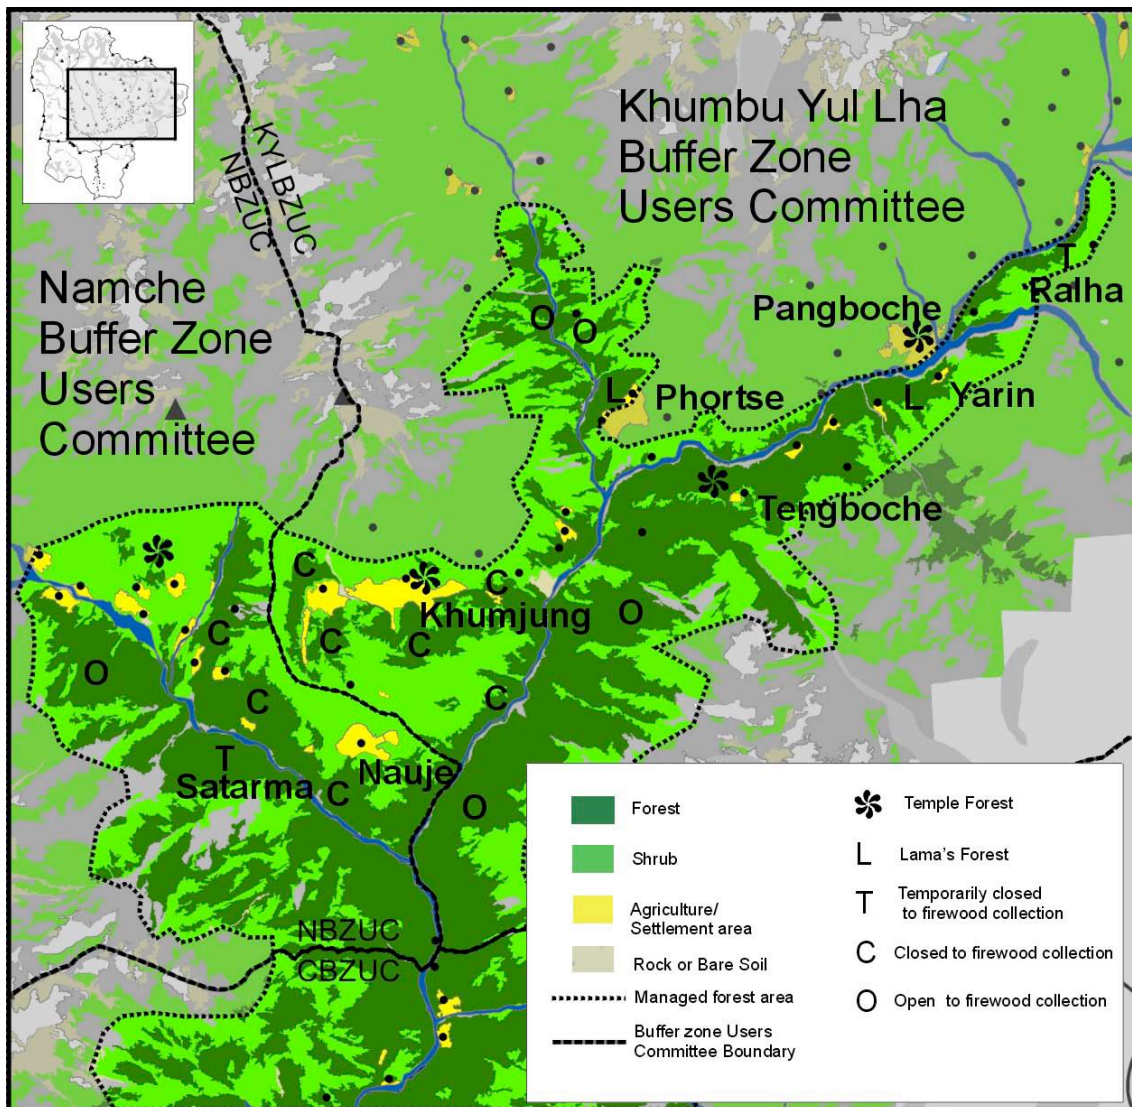 Khumbu Yul Lha
Buffer Zone
Users Committee
KYLBZUC
NBZUC
Namche
Buffer Zone
Users
Committee
T
Ralha
Pangboche
O
O
L
Phortse
L
Yarin
Tengboche
C
C
Khumjung
O
C
C
C
O
C
C
T
Satarma
Nauje
C
O
NBZUC
CBZUC
Forest
Shrub
Agriculture/
Settlement area
Rock or Bare Soil
Managed forest area
Buffer zone Users
Committee Boundary
Temple Forest
L
Lama's Forest
T
Temporarily closed
to firewood collection
C
Closed to firewood collection
O
Open to firewood collection